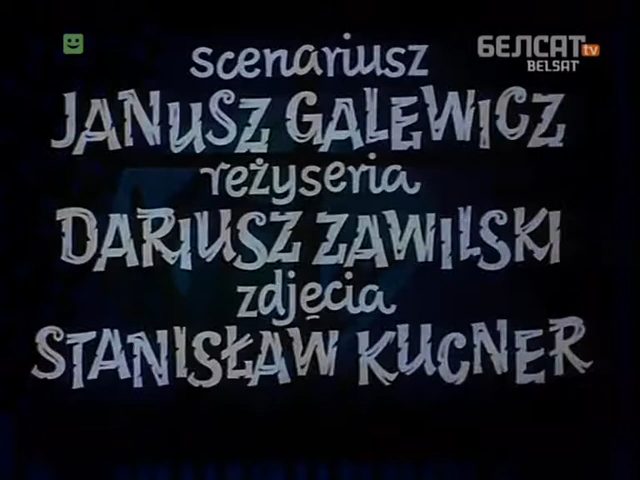 БЕЛСАТ tv
BELSAT
scenariusz
JANUSZ GALEWICZ
reżyseria
DARIUSZ ZAWILSKI
zdjęcia
STANISŁAW KUCNER